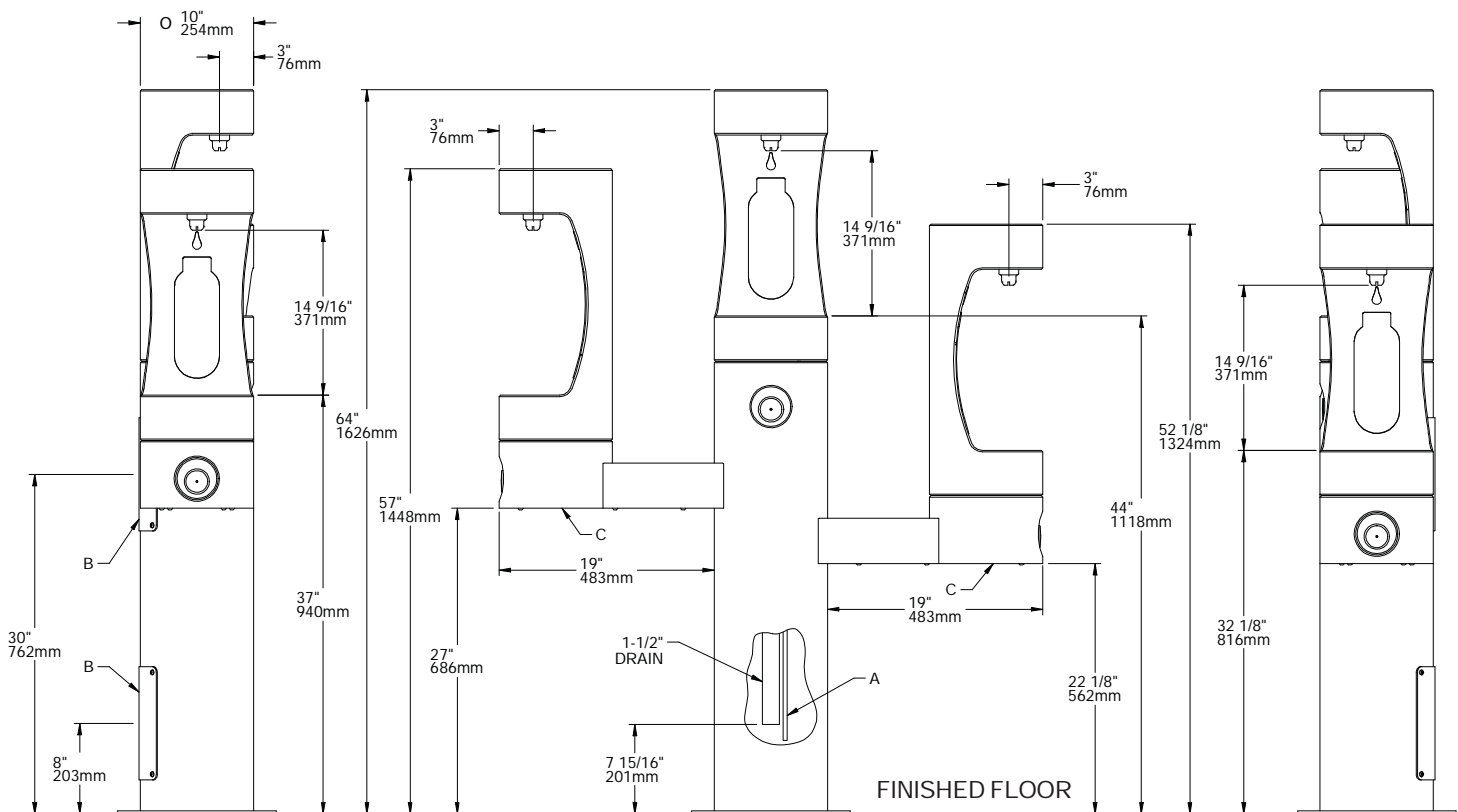 O 10"
254mm
3"
76mm
3"
76mm
3"
76mm
14 9/16"
371mm
14 9/16"
371mm
14 9/16"
371mm
64"
1626mm
52 1/8"
1324mm
57"
1448mm
44"
1118mm
B
C
C
19"
483mm
19"
483mm
37"
940mm
30"
762mm
27"
686mm
32 1/8"
816mm
1-1/2"
DRAIN
B
A
22 1/8"
562mm
8"
203mm
7 15/16"
201mm
FINISHED FLOOR